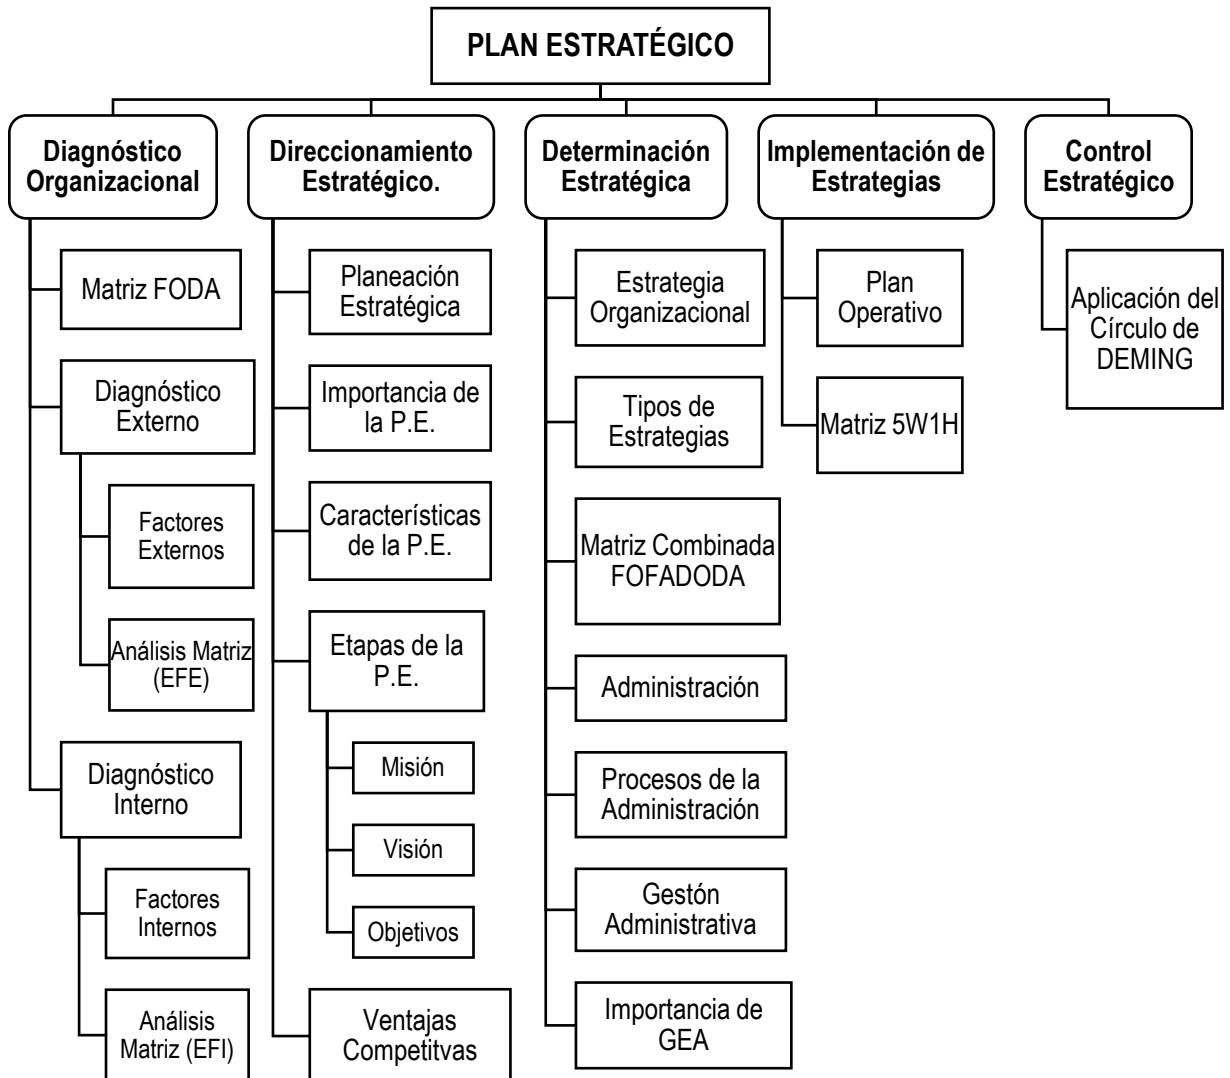 PLAN ESTRATÉGICO
Diagnóstico
Organizacional
Matriz FODA
Diagnóstico
Externo
Factores
Externos
Análisis Matriz
(EFE)
Diagnóstico
Interno
Factores
Internos
Análisis
Matriz (EFI)
Direccionamiento
Estratégico.
Planeación
Estratégica
Importancia de
la P.E.
Características
de la P.E.
Etapas de la
P.E.
Misión
Visión
Objetivos
Ventajas
Competitvas
Determinación
Estratégica
Estrategia
Organizacional
Tipos de
Estrategias
Matriz Combinada
FOFADODA
Administración
Procesos de la
Administración
Gestón
Administrativa
Importancia de
GEA
Implementación de
Estrategias
Plan
Operativo
Matriz 5W1H
Control
Estratégico
Aplicación del
Círculo de
DEMING